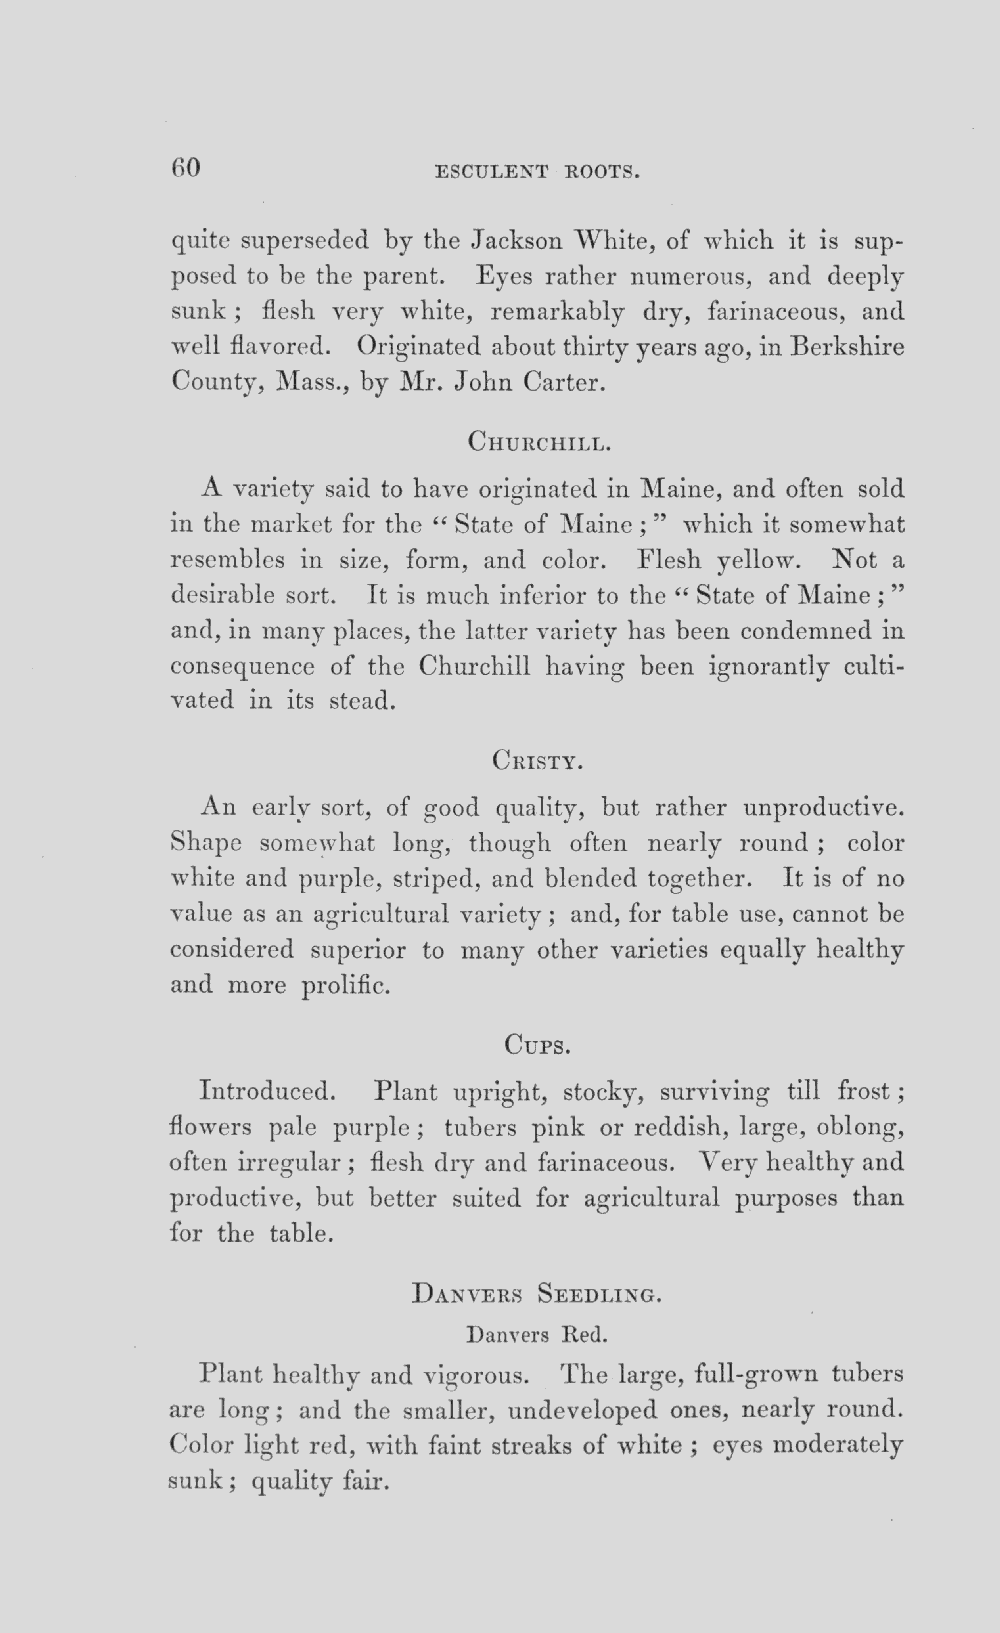 60 ESCULENT ROOTS.
quite superseded by the Jackson White, of which it is sup-
posed to be the parent. Eyes rather numerous, and deeply
sunk; flesh very white, remarkably dry, farinaceous, and
well flavored. Originated about thirty years ago, in Berkshire
County, Mass., by Mr. John Carter.
CHURCHILL.
A variety said to have originated in Maine, and often sold
in the market for the “State of Maine;” which it somewhat
resembles in size, form, and color. Flesh yellow. Not a
desirable sort. It is much inferior to the “State of Maine;”
and, in many places, the latter variety has been condemned in
consequence of the Churchill having been ignorantly culti-
vated in its stead.
CRISTY.
An early sort, of good quality, but rather unproductive.
Shape somewhat long, though often nearly round; color
white and purple, striped, and blended together. It is of no
value as an agricultural variety; and, for table use, cannot be
considered superior to many other varieties equally healthy
and more prolific.
CUPS.
Introduced. Plant upright, stocky, surviving till frost;
flowers pale purple; tubers pink or reddish, large, oblong,
often irregular; flesh dry and farinaceous. Very healthy and
productive, but better suited for agricultural purposes than
for the table.
DANVERS SEEDLING.
Danvers Red.
Plant healthy and vigorous. The large, full-grown tubers
are long; and the smaller, undeveloped ones, nearly round.
Color light red, with faint streaks of white; eyes moderately
sunk; quality fair.